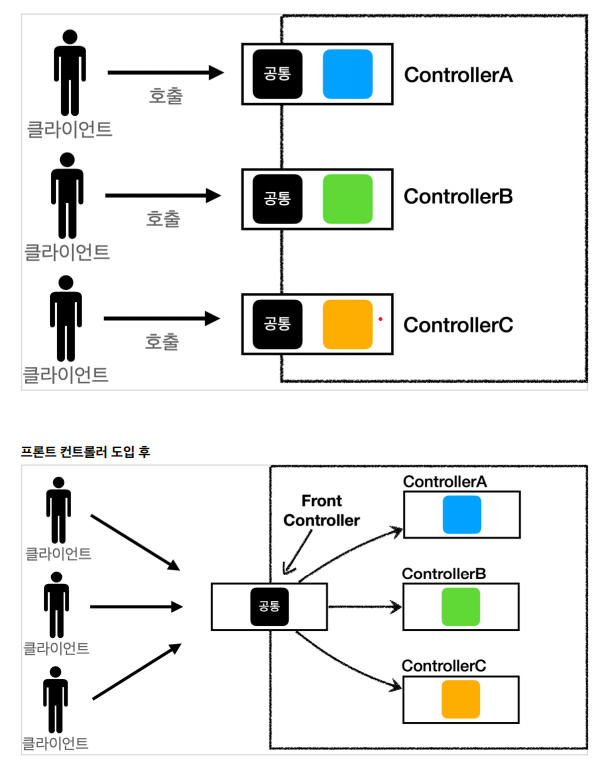 공통
ControllerA
호출
클라이언트
공통
ControllerB
호출
클라이언트
공통
ControllerC
호출
클라이언트
프론트 컨트롤러 도입 후
ControllerA
Front
Controller
클라이언트
ControllerB
공통
클라이언트
ControllerC
클라이언트